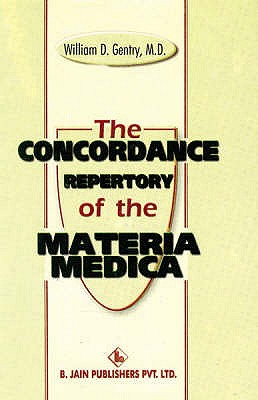 William D. Gentry, M.D.
The
CONCORDANCE
REPERTORY
of the
MATERIA
MEDICA
B. JAIN PUBLISHERS PVT. LTD.